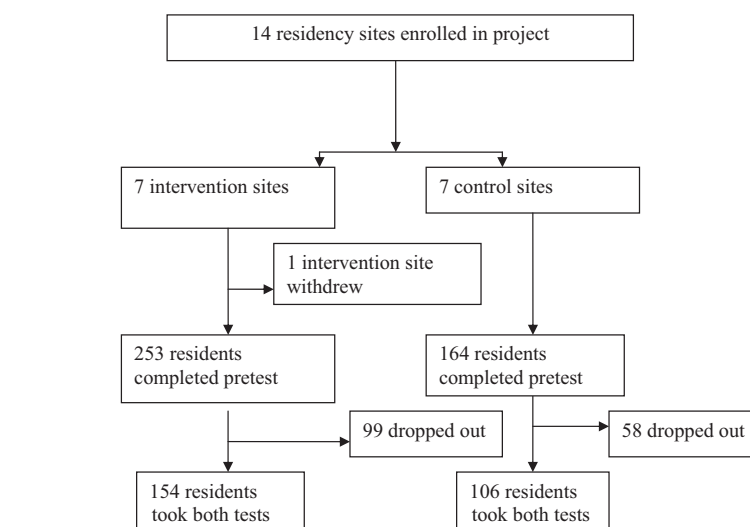 14 residency sites enrolled in project
7 intervention sites
7 control sites
1 intervention site
withdrew
253 residents
completed pretest
164 residents
completed pretest
99 dropped out
58 dropped out
154 residents
took both tests
106 residents
took both tests